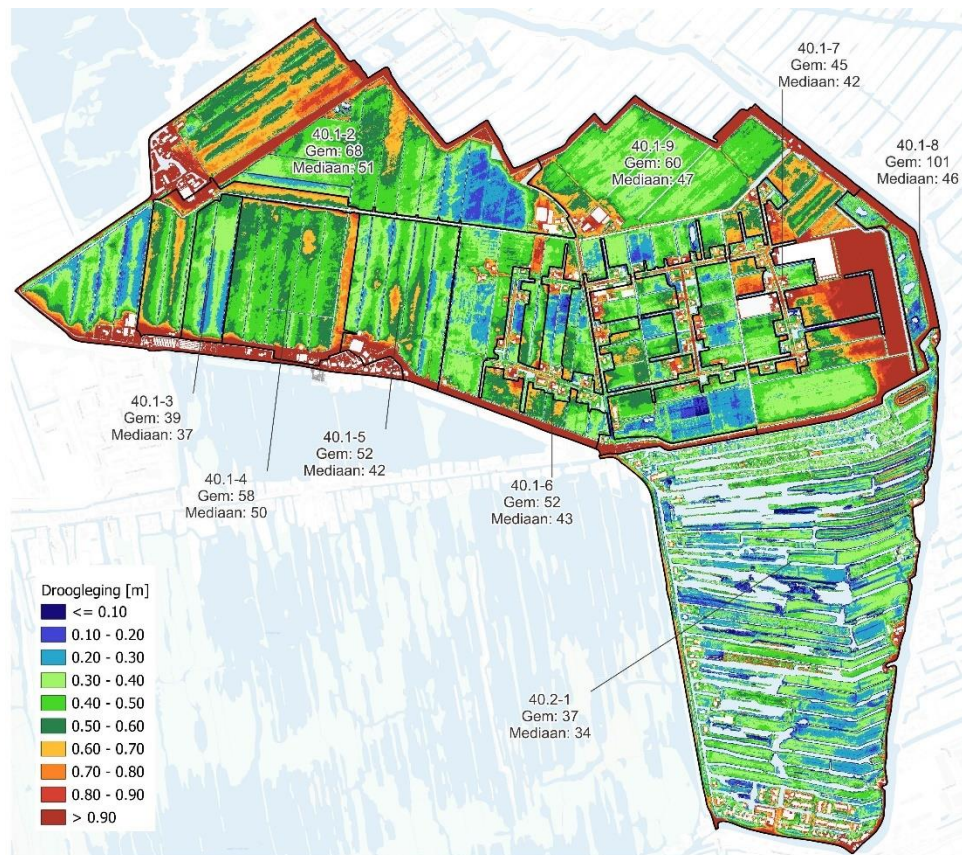 40.1-7
Gem: 45
Mediaan: 42
40.1-2
Gem: 68
Mediaan: 51
40.1-9
Gem: 60
Mediaan: 47
40.1-8
Gem: 101
Mediaan: 46
40.1-3
Gem: 39
Mediaan: 37
40.1-4
Gem: 58
Mediaan: 50
40.1-5
Gem: 52
Mediaan: 42
40.1-6
Gem: 52
Mediaan: 43
40.2-1
Gem: 37
Mediaan: 34
Droogleging [m]
<= 0.10
0.10 - 0.20
0.20 - 0.30
0.30 - 0.40
0.40 - 0.50
0.50 - 0.60
0.60 - 0.70
0.70 - 0.80
0.80 - 0.90
> 0.90